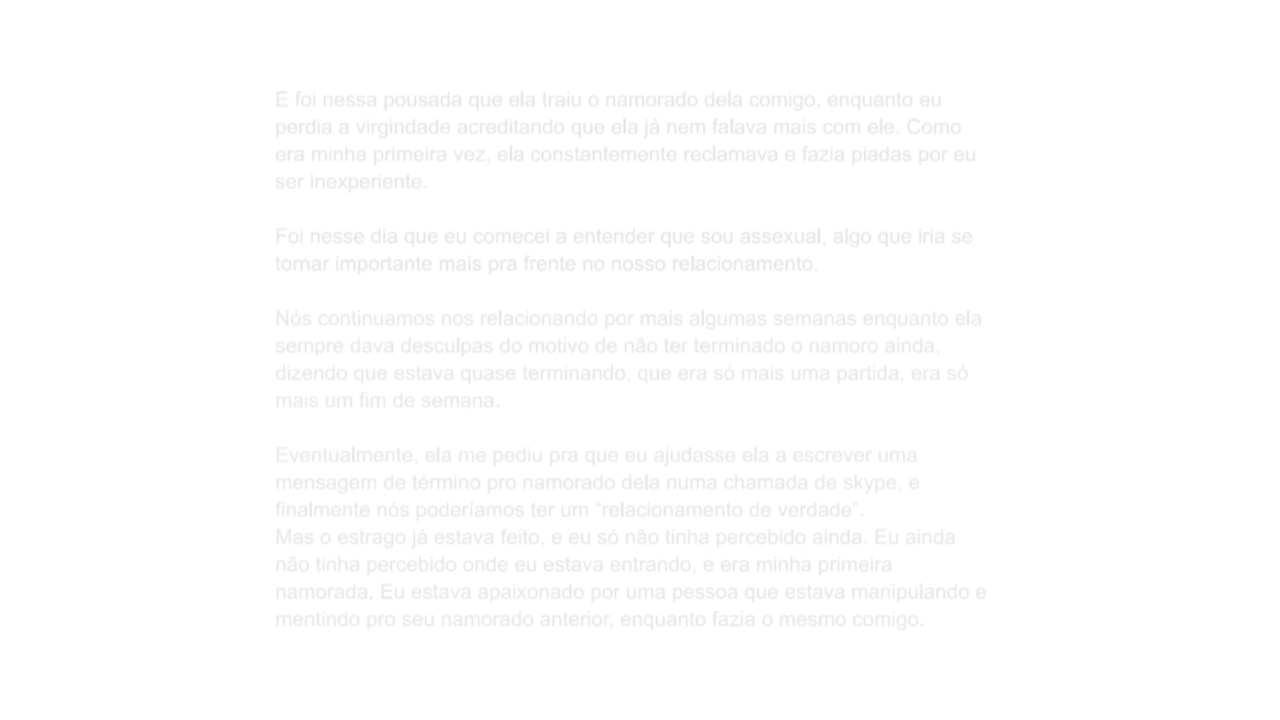 E foi nessa pousada que ela traiu o namorado dela comigo, enquanto eu
perdia a virgindade acreditando que ela já nem falava mais com ele. Como
era minha primeira vez, ela constantemente reclamava e fazia piadas por eu
ser inexperiente.
Foi nesse dia que eu comecei a entender que sou assexual, algo que iria se
tornar importante mais pra frente no nosso relacionamento.
Nós continuamos nos relacionando por mais algumas semanas enquanto ela
sempre dava desculpas do motivo de não ter terminado o namoro ainda,
dizendo que estava quase terminando, que era só mais uma partida, era só
mais um fim de semana.
Eventualmente, ela me pediu pra que eu ajudasse ela a escrever uma
mensagem de término pro namorado dela numa chamada de skype, e
finalmente nós poderíamos ter um “relacionamento de verdade”.
Mas o estrago já estava feito, e eu só não tinha percebido ainda. Eu ainda
não tinha percebido onde eu estava entrando, e era minha primeira
namorada. Eu estava apaixonado por uma pessoa que estava manipulando e
mentindo pro seu namorado anterior, enquanto fazia o mesmo comigo.